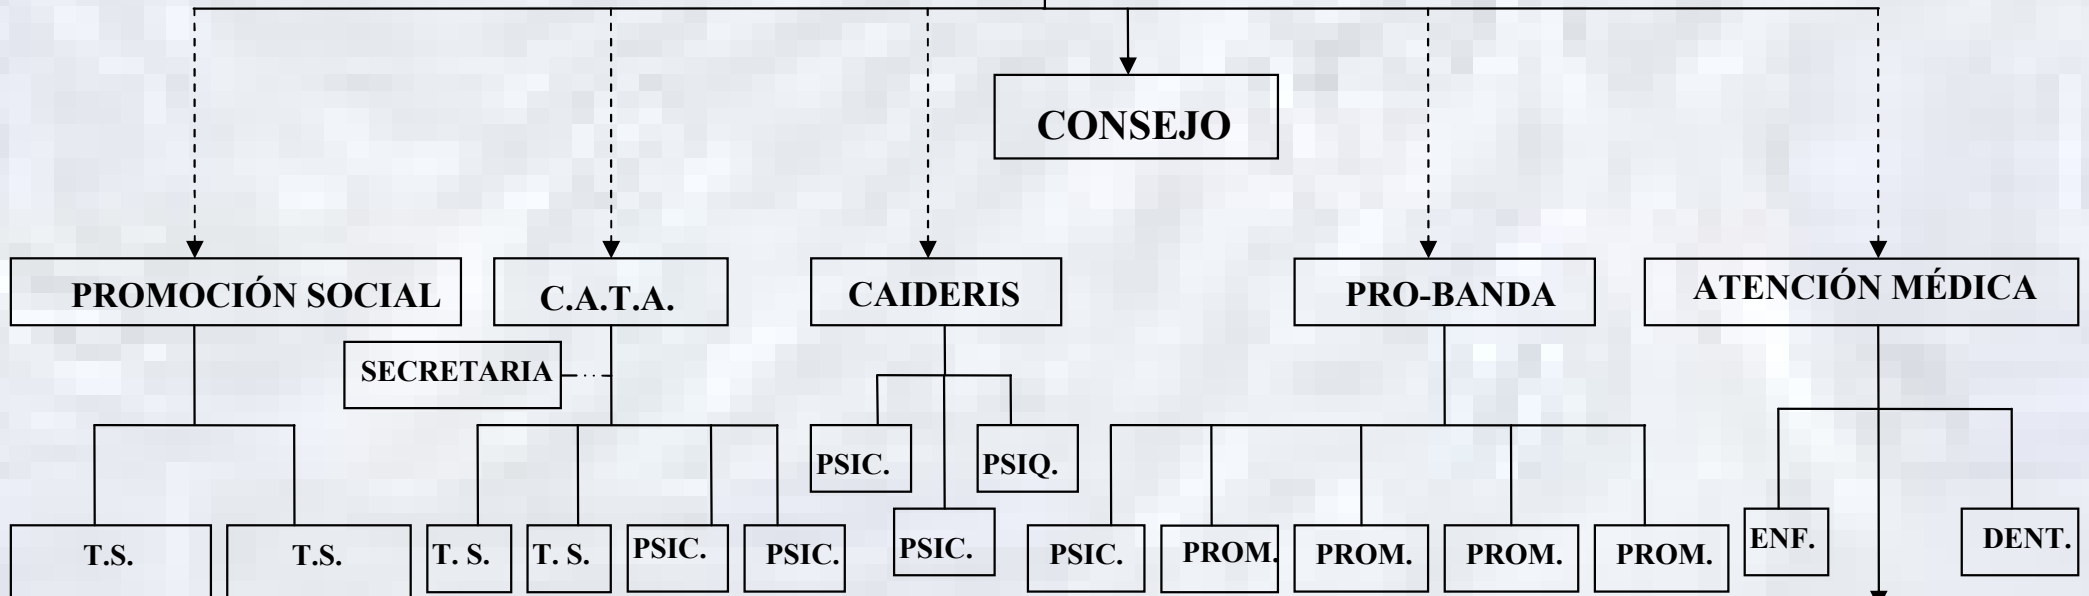 CONSEJO
PROMOCIÓN SOCIAL
C.A.T.A.
CAIDERIS
PRO-BANDA
ATENCIÓN MÉDICA
SECRETARIA
PSIC.
PSIQ.
T.S.
T.S.
T. S.
T. S.
PSIC.
PSIC.
PSIC.
PSIC.
PROM.
PROM.
PROM.
PROM.
ENF.
DENT.